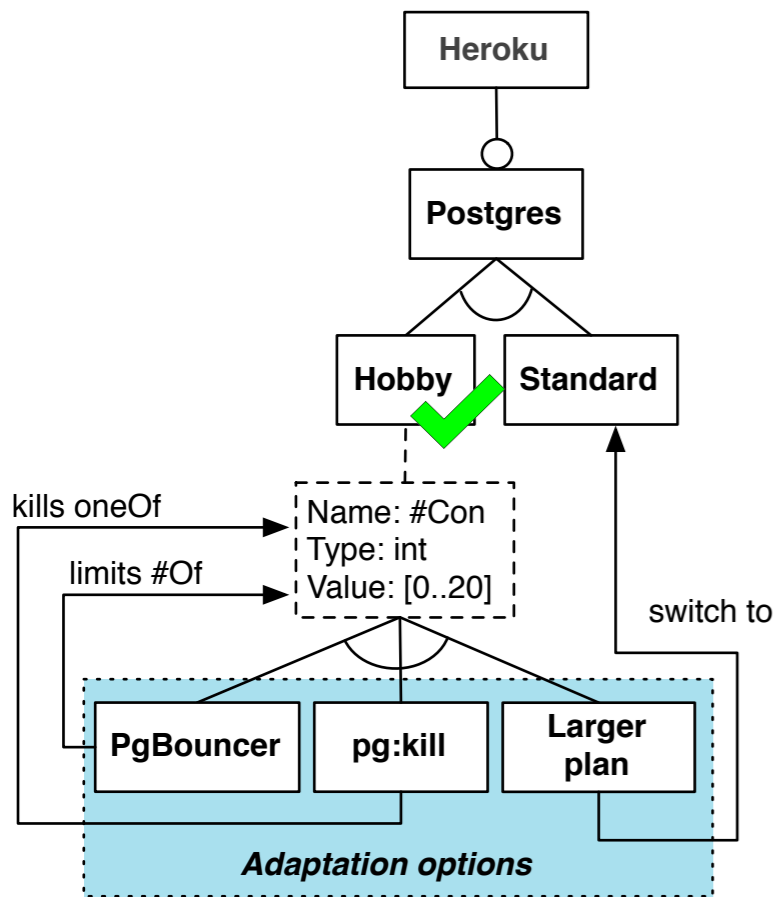 Heroku
Postgres
Hobby
Standard
kills oneOf
Name: #Con
Type: int
limits #Of
Value: [0..20]
switch to
PgBouncer
pg:kill
Larger
plan
Adaptation options